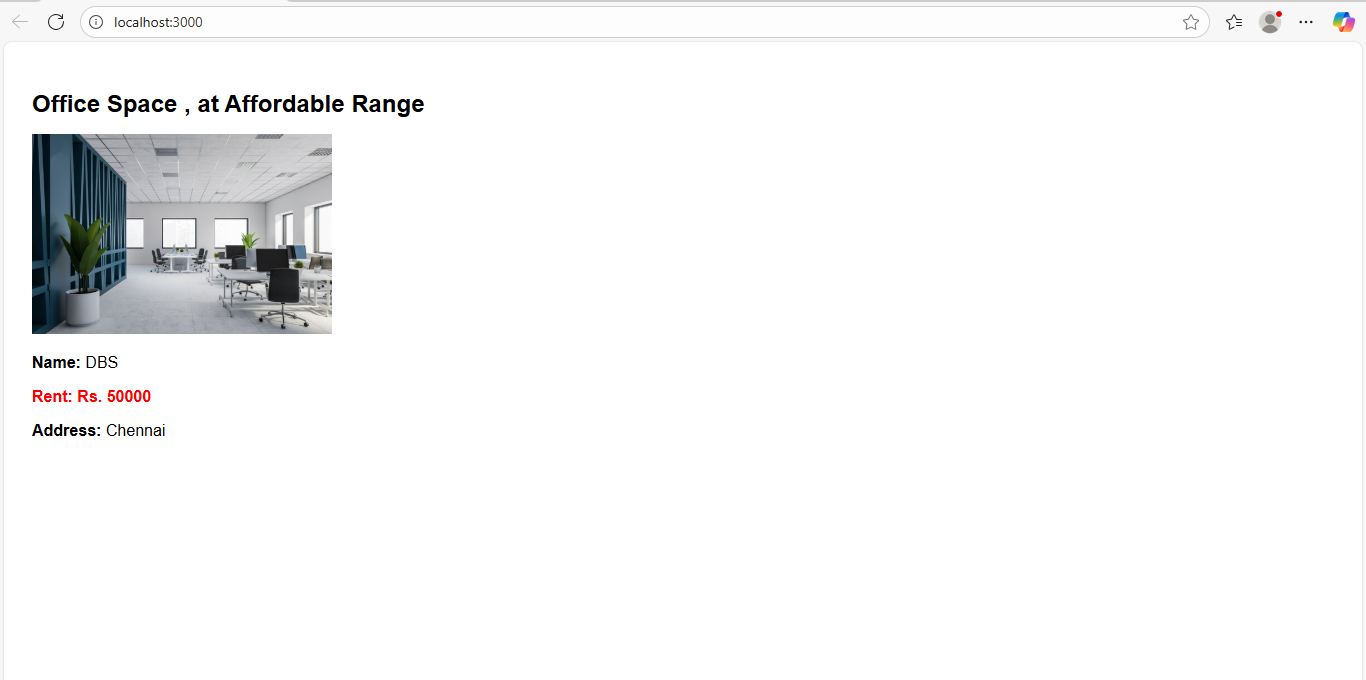 localhost:3000
Office Space , at Affordable Range
Name: DBS
Rent: Rs. 50000
Address: Chennai